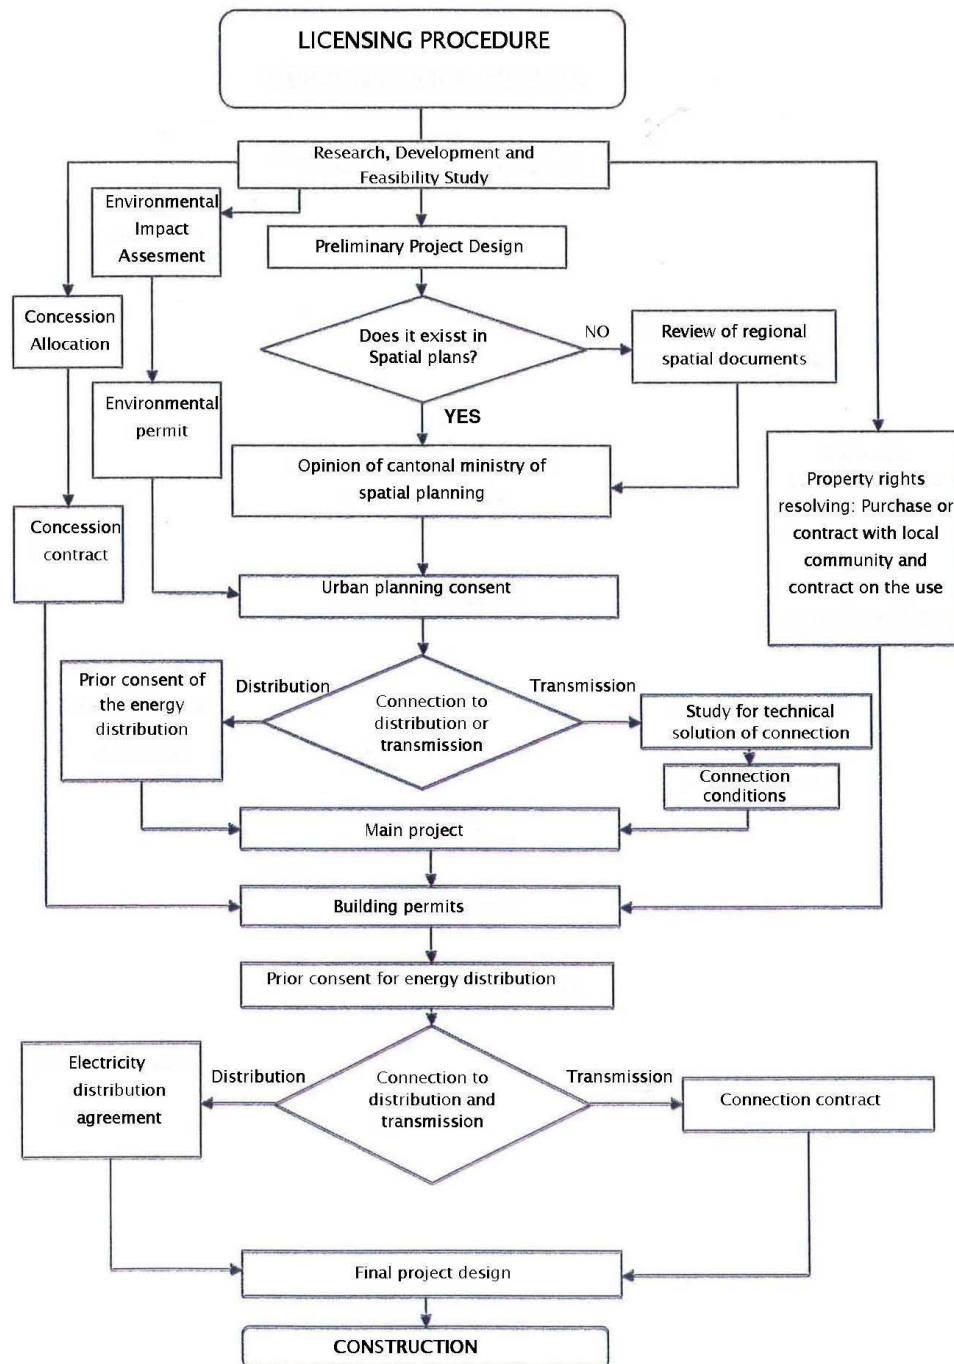 LICENSING PROCEDURE
Research, Development and
Feasibility Study
Environmental
Impact
Assesment
Preliminary Project Design
Concession
Allocation
Does it exisst in
Spatial plans?
NO
Review of regional
spatial documents
YES
Environmental
permit
Opinion of cantonal ministry of
spatial planning
Property rights
resolving: Purchase or
contract with local
community and
contract on the use
Concession
contract
Urban planning consent
Prior consent of
the energy
distribution
Distribution
Connection to
distribution or
transmission
Transmission
Study for technical
solution of connection
Connection
conditions
Main project
Building permits
Prior consent for energy distribution
Electricity
distribution
agreement
Distribution
Connection to
distribution and
transmission
Transmission
Connection contract
Final project design
CONSTRUCTION